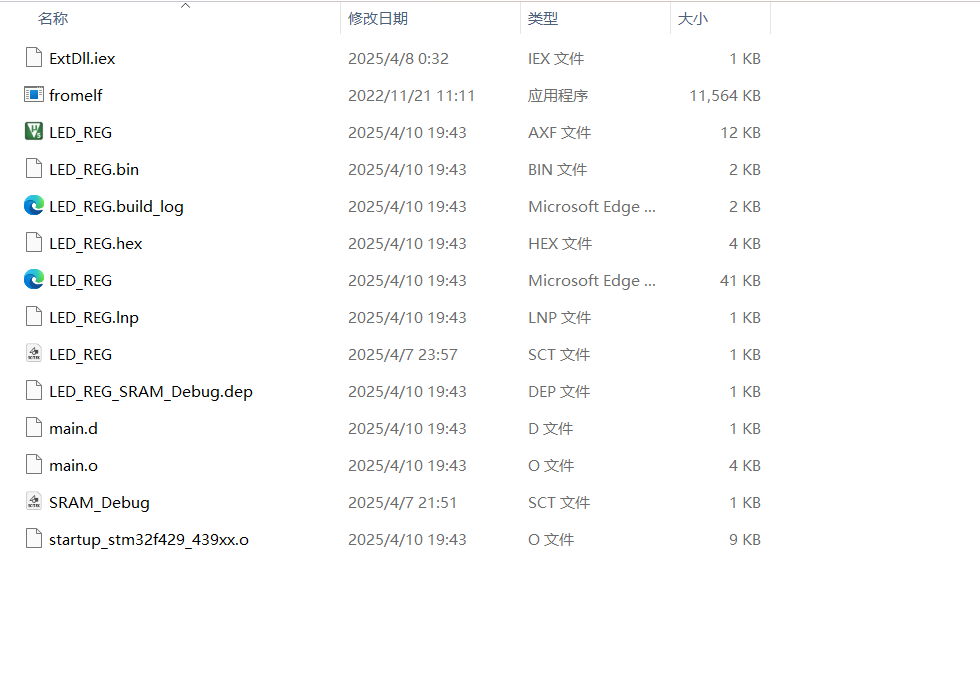 名称 修改日期 类型 大小
ExtDll.iex 2025/4/8 0:32 IEX 文件 1 KB
fromelf 2022/11/21 11:11 应用程序 11,564 KB
LED_REG 2025/4/10 19:43 AXF 文件 12 KB
LED_REG.bin 2025/4/10 19:43 BIN 文件 2 KB
LED_REG.build_log 2025/4/10 19:43 Microsoft Edge ... 2 KB
LED_REG.hex 2025/4/10 19:43 HEX 文件 4 KB
LED_REG 2025/4/10 19:43 Microsoft Edge ... 41 KB
LED_REG.lnp 2025/4/10 19:43 LNP 文件 1 KB
LED_REG 2025/4/7 23:57 SCT 文件 1 KB
LED_REG_SRAM_Debug.dep 2025/4/10 19:43 DEP 文件 1 KB
main.d 2025/4/10 19:43 D 文件 1 KB
main.o 2025/4/10 19:43 O 文件 4 KB
SRAM_Debug 2025/4/7 21:51 SCT 文件 1 KB
startup_stm32f429_439xx.o 2025/4/10 19:43 O 文件 9 KB